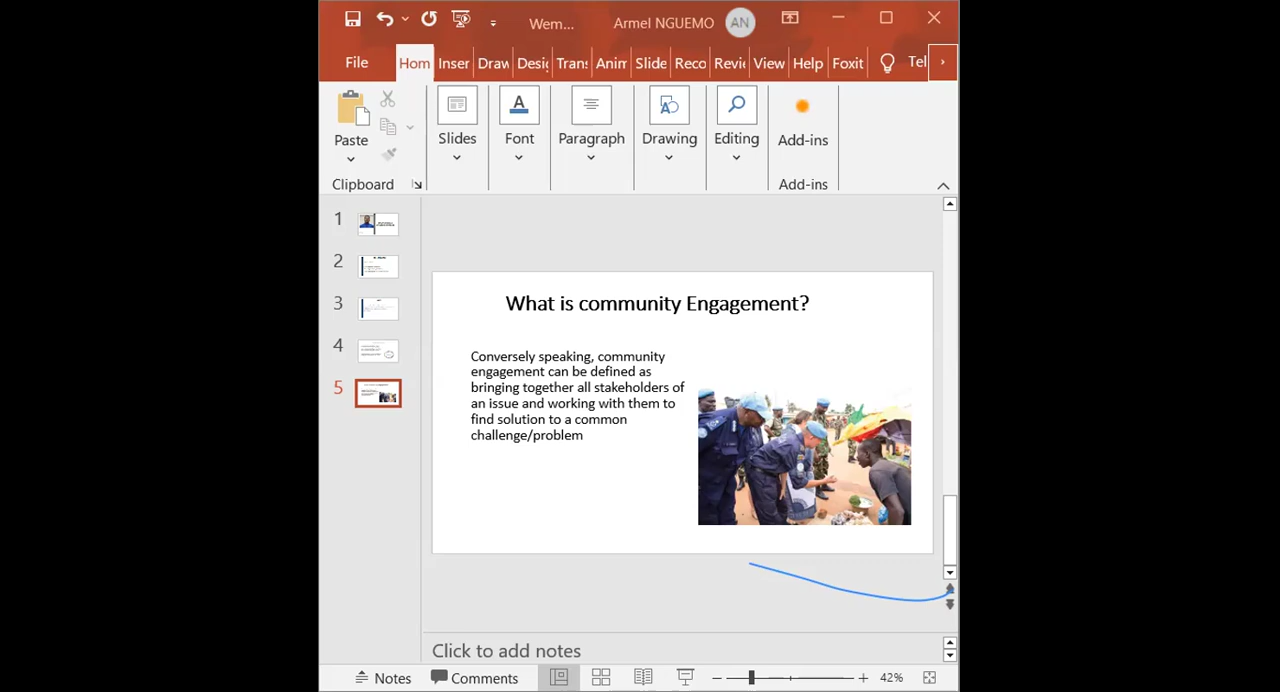 Wem... Armel NGUEMO AN
File Hom Inser Draw Desig Trans Anim Slide Reco Revie View Help Foxit Tel
Paste Slides Font Paragraph Drawing Editing Add-ins
Clipboard Add-ins
1
2
3
4
5
What is community Engagement?
Conversely speaking, community
engagement can be defined as
bringing together all stakeholders of
an issue and working with them to
find solution to a common
challenge/problem
Click to add notes
Notes Comments 42%